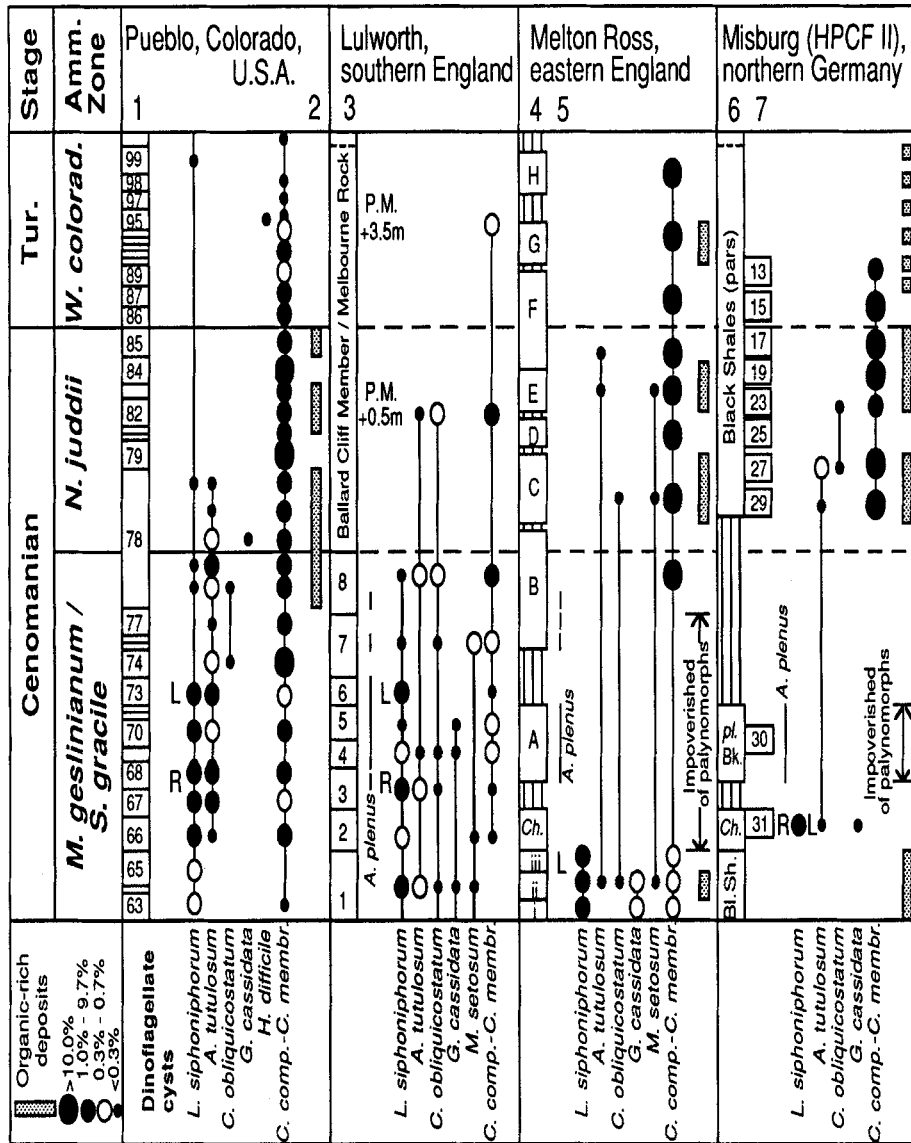 Stage
Amm. Zone
Pueblo, Colorado, U.S.A.
1 2
Lulworth, southern England
3
Melton Ross, eastern England
4 5
Misburg (HPCF II), northern Germany
6 7
Tur.
Cenomanian
W. colorad.
N. juddii
M. geslinianum / S. gracile
99
98
97
95
89
87
86
85
84
82
79
78
77
74
73
70
68
67
66
65
63
L
R
Ballard Cliff Member / Melbourne Rock
8
7
6
5
4
3
2
1
P.M. +3.5m
P.M. +0.5m
A. plenus
L
R
H
G
F
E
D
C
B
A
Ch.
iii
ii
i
A. plenus
L
Impoverished of palynomorphs
Black Shales (pars)
pl. Bk.
Ch.
Bl.Sh.
13
15
17
19
23
25
27
29
30
31
A. plenus
R L
Impoverished of palynomorphs
Organic-rich deposits
>10.0%
1.0% - 9.7%
0.3% - 0.7%
<0.3%
Dinoflagellate cysts
L. siphoniphorum
A. tutulosum
C. obliquicostatum
G. cassidata
H. difficile
C. comp.-C. membr.
L. siphoniphorum
A. tutulosum
C. obliquicostatum
G. cassidata
M. setosum
C. comp.-C. membr.
L. siphoniphorum
A. tutulosum
C. obliquicostatum
G. cassidata
M. setosum
C. comp.-C. membr.
L. siphoniphorum
A. tutulosum
C. obliquicostatum
G. cassidata
C. comp.-C. membr.